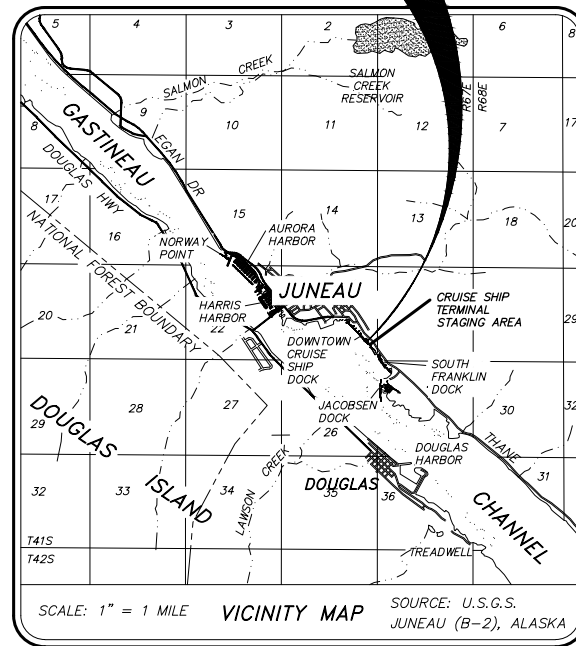 5
4
3
2
6
8
SALMON CREEK
SALMON
CREEK
RESERVOIR
R67E
R68E
9
10
11
12
7
8
GASTINEAU
EGAN DR
DOUGLAS HWY
17
16
15
14
13
18
20
NORWAY
POINT
AURORA
HARBOR
NATIONAL FOREST BOUNDARY
JUNEAU
HARRIS
HARBOR
20
21
22
CRUISE SHIP
TERMINAL
STAGING AREA
29
DOWNTOWN
CRUISE
SHIP
DOCK
SOUTH
FRANKLIN
DOCK
JACOBSEN
DOCK
29
28
27
26
30
32
DOUGLAS
ISLAND
THANE
DOUGLAS
HARBOR
LAWSON CREEK
DOUGLAS
32
33
34
35
36
31
CHANNEL
T41S
T42S
TREADWELL
SCALE: 1" = 1 MILE
VICINITY MAP
SOURCE: U.S.G.S.
JUNEAU (B-2), ALASKA